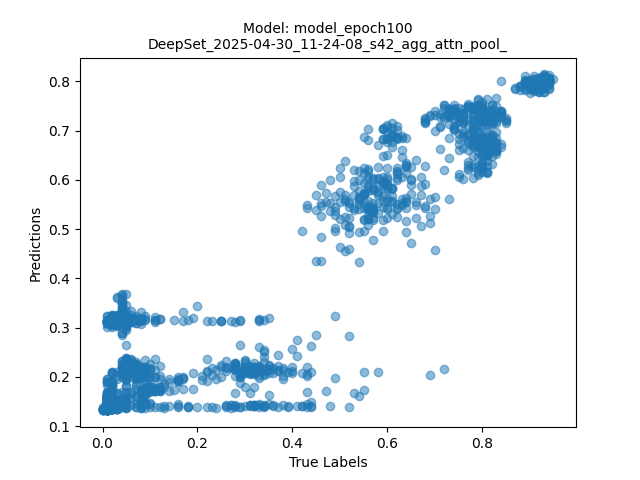 Model: model_epoch100
DeepSet_2025-04-30_11-24-08_s42_agg_attn_pool_
0.8
0.7
0.6
0.5
0.4
0.3
0.2
0.1
Predictions
0.0 0.2 0.4 0.6 0.8
True Labels